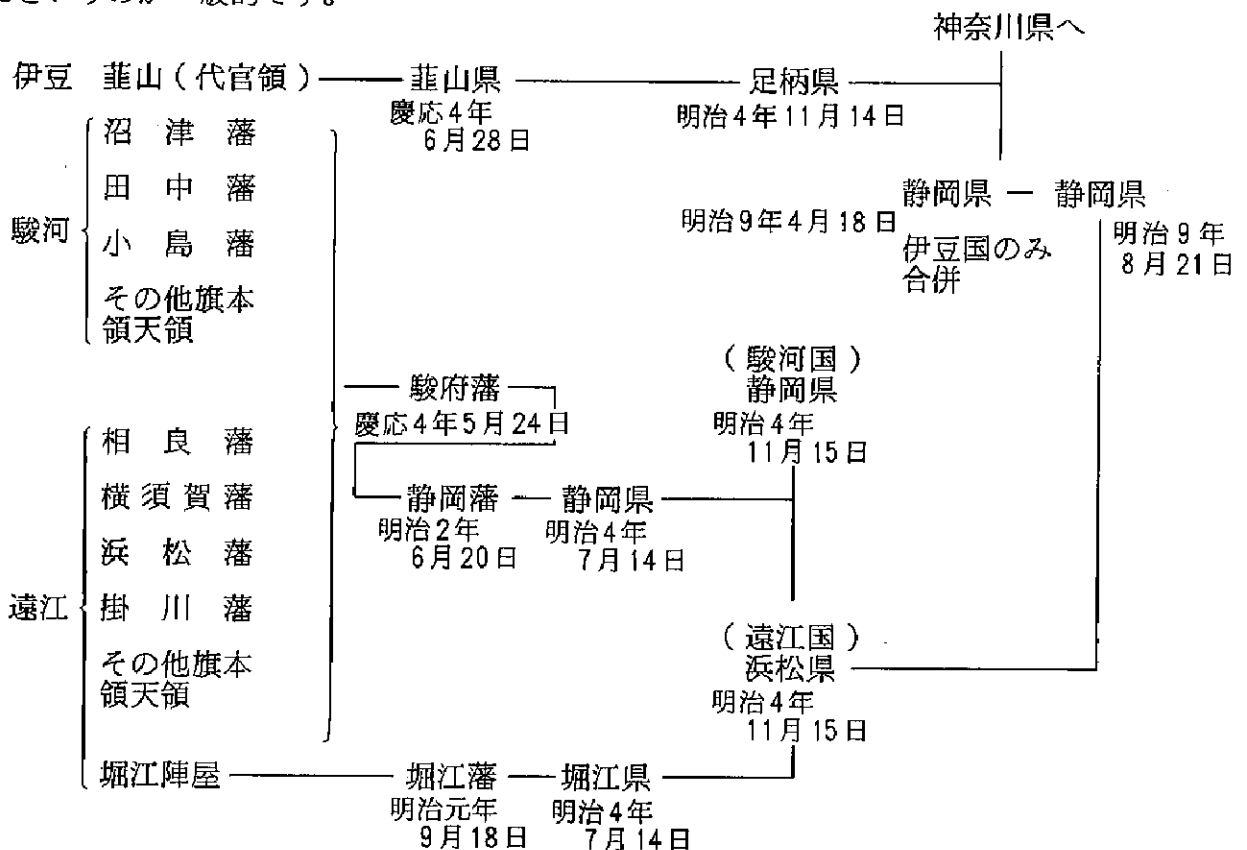 神奈川県へ
伊豆 韮山(代官領) 韮山県 足柄県
慶応4年
6月28日
明治4年11月14日
駿河
沼津藩
田中藩
小島藩
その他旗本
領天領
静岡県 ー 静岡県
明治9年4月18日
伊豆国のみ
合併
明治9年
8月21日
駿府藩
慶応4年5月24日
(駿河国)
静岡県
明治4年
11月15日
遠江
相良藩
横須賀藩
浜松藩
掛川藩
その他旗本
領天領
堀江陣屋
静岡藩 静岡県
明治2年
6月20日
明治4年
7月14日
(遠江国)
浜松県
明治4年
11月15日
堀江藩 堀江県
明治元年
9月18日
明治4年
7月14日